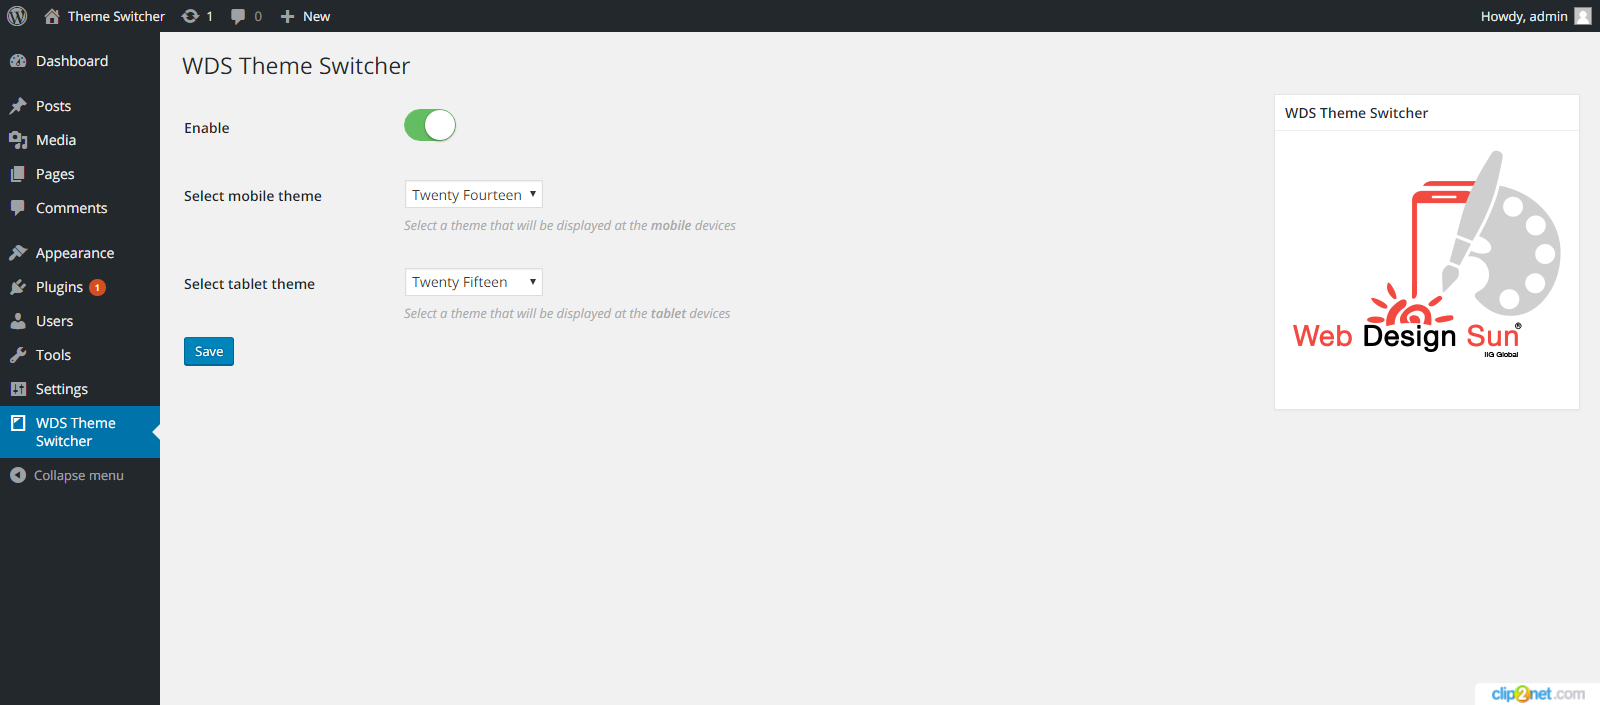 Theme Switcher 1 0 New Howdy, admin
Dashboard
Posts
Media
Pages
Comments
Appearance
Plugins 1
Users
Tools
Settings
WDS Theme
Switcher
Collapse menu
WDS Theme Switcher
Enable
Select mobile theme Twenty Fourteen
Select a theme that will be displayed at the mobile devices
Select tablet theme Twenty Fifteen
Select a theme that will be displayed at the tablet devices
Save
WDS Theme Switcher
Web Design Sun®
IIG Global
clip2net.com